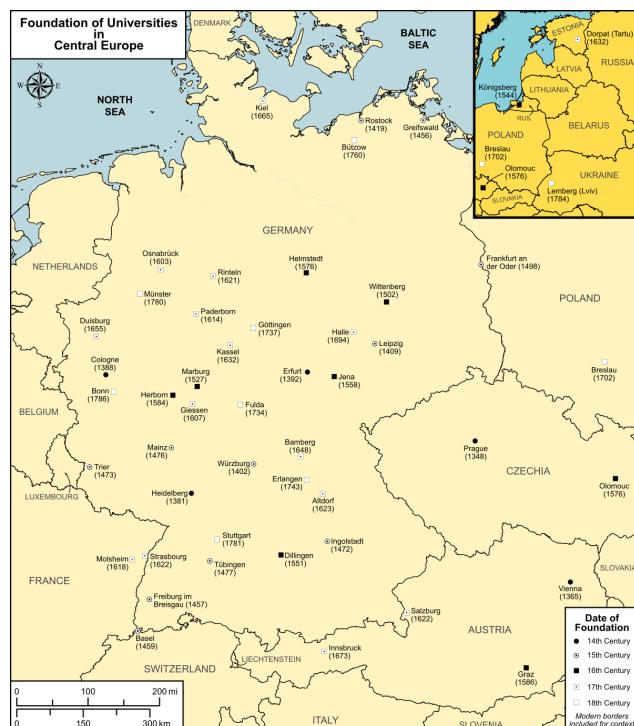 Foundation of Universities
in
Central Europe
DENMARK
BALTIC
SEA
NORTH
SEA
N
W
E
S
Kiel
(1665)
Rostock
(1419)
Greifswald
(1456)
Bützow
(1760)
ESTONIA
Dorpat (Tartu)
(1632)
RUSSIA
LATVIA
Königsberg
(1544)
LITHUANIA
RUS.
BELARUS
POLAND
Breslau
(1702)
Olomouc
(1576)
UKRAINE
Lemberg (Lviv)
(1784)
SLOVAKIA
GERMANY
NETHERLANDS
Osnabrück
(1603)
Rinteln
(1621)
Helmstedt
(1576)
Frankfurt an
der Oder (1498)
Wittenberg
(1502)
POLAND
Münster
(1780)
Paderborn
(1614)
Göttingen
(1737)
Duisburg
(1655)
Halle
(1694)
Leipzig
(1409)
Kassel
(1632)
Cologne
(1388)
Marburg
(1527)
Erfurt
(1392)
Jena
(1558)
Breslau
(1702)
Bonn
(1786)
Herborn
(1584)
Giessen
(1607)
Fulda
(1734)
BELGIUM
Mainz
(1476)
Bamberg
(1648)
Prague
(1348)
Trier
(1473)
Würzburg
(1402)
CZECHIA
Erlangen
(1743)
Olomouc
(1576)
LUXEMBOURG
Heidelberg
(1381)
Altdorf
(1623)
Stuttgart
(1781)
Ingolstadt
(1472)
Molsheim
(1618)
Strasbourg
(1622)
Tübingen
(1477)
Dillingen
(1551)
SLOVAKIA
FRANCE
Vienna
(1365)
Freiburg im
Breisgau (1457)
Salzburg
(1622)
AUSTRIA
Basel
(1459)
Innsbruck
(1673)
SWITZERLAND
LIECHTENSTEIN
Graz
(1586)
ITALY
SLOVENIA
0 100 200 mi
0 150 300 km
Date of
Foundation
14th Century
15th Century
16th Century
17th Century
18th Century
Modern borders
included for context